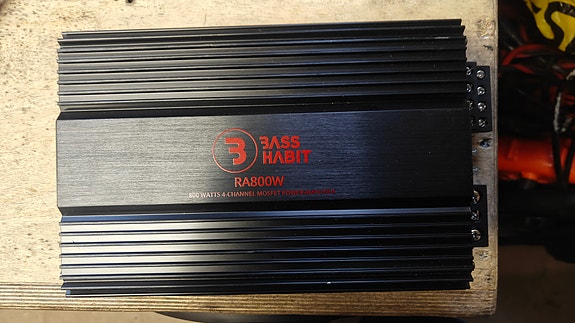 BASS
HABIT
RA800W
800 WATTS 4-CHANNEL MOSFET POWER AMPLIFIER